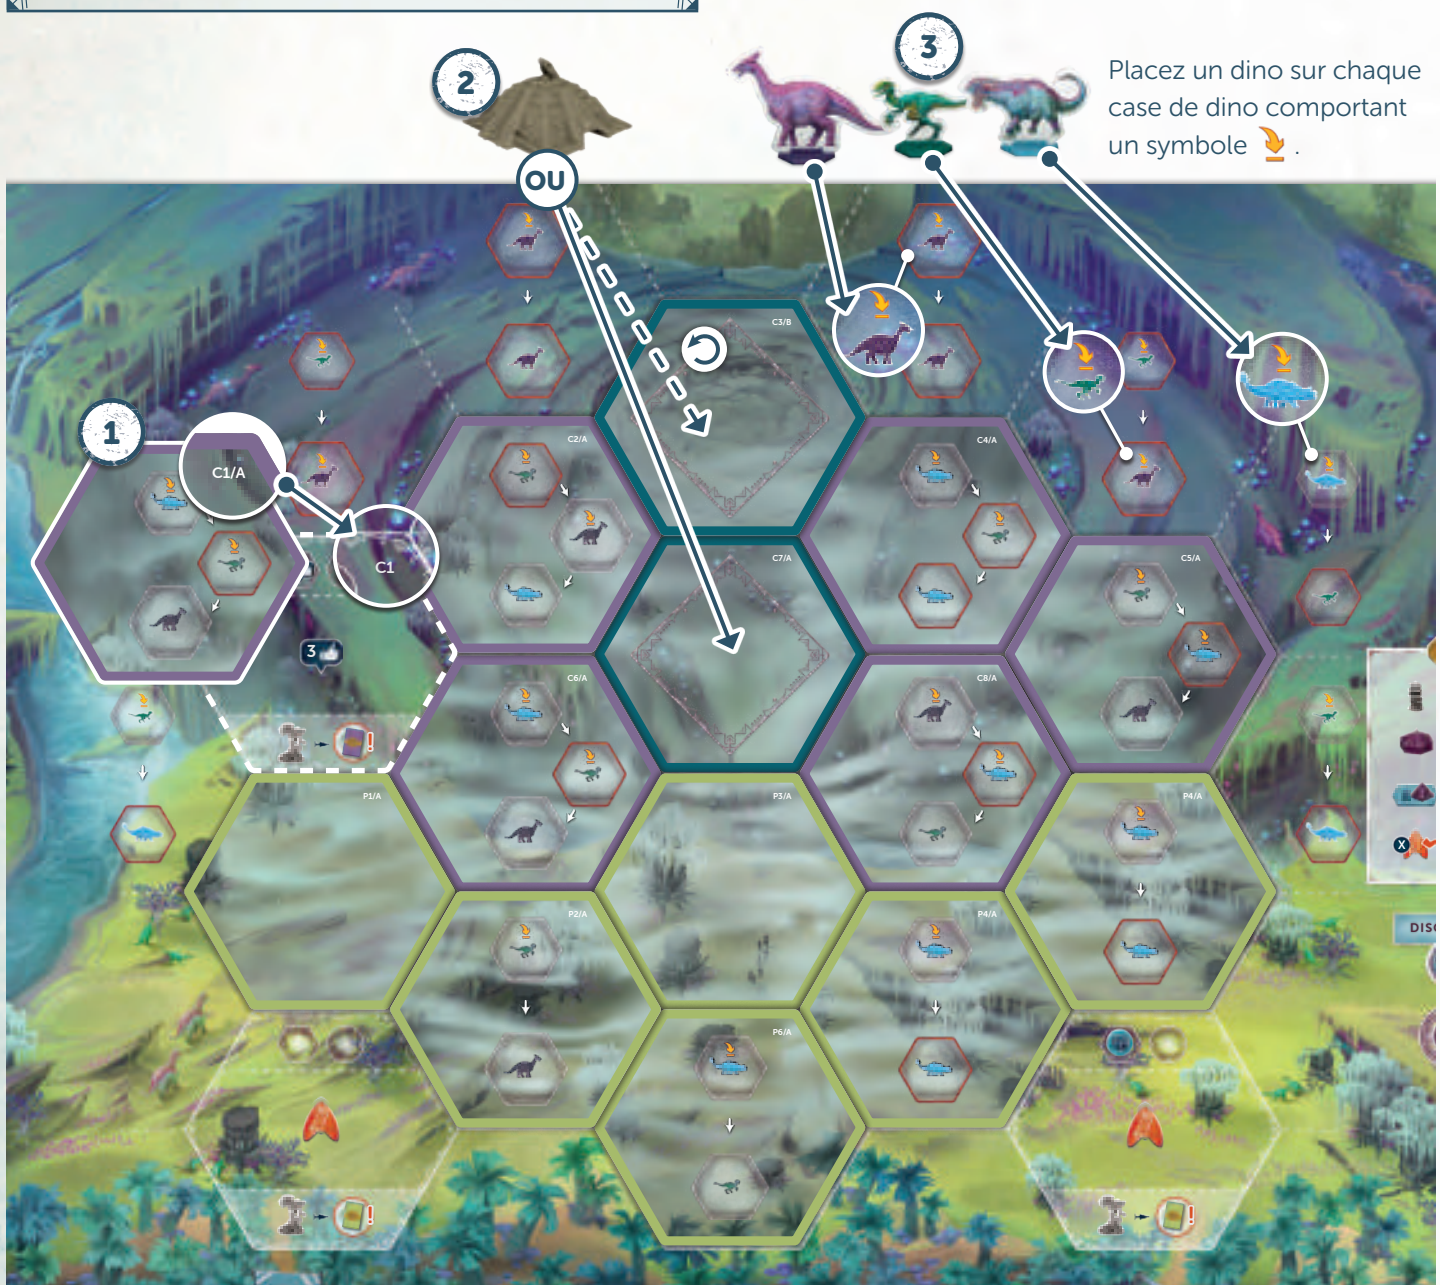 2
3
Placez un dino sur chaque
case de dino comportant
un symbole .
OU
C3/B
1
C1/A
C2/A
C4/A
C1
C7/A
C5/A
3
C6/A
C8/A
P1/A
P3/A
P4/A
X
P2/A
P4/A
DISC
P6/A
!
!
!